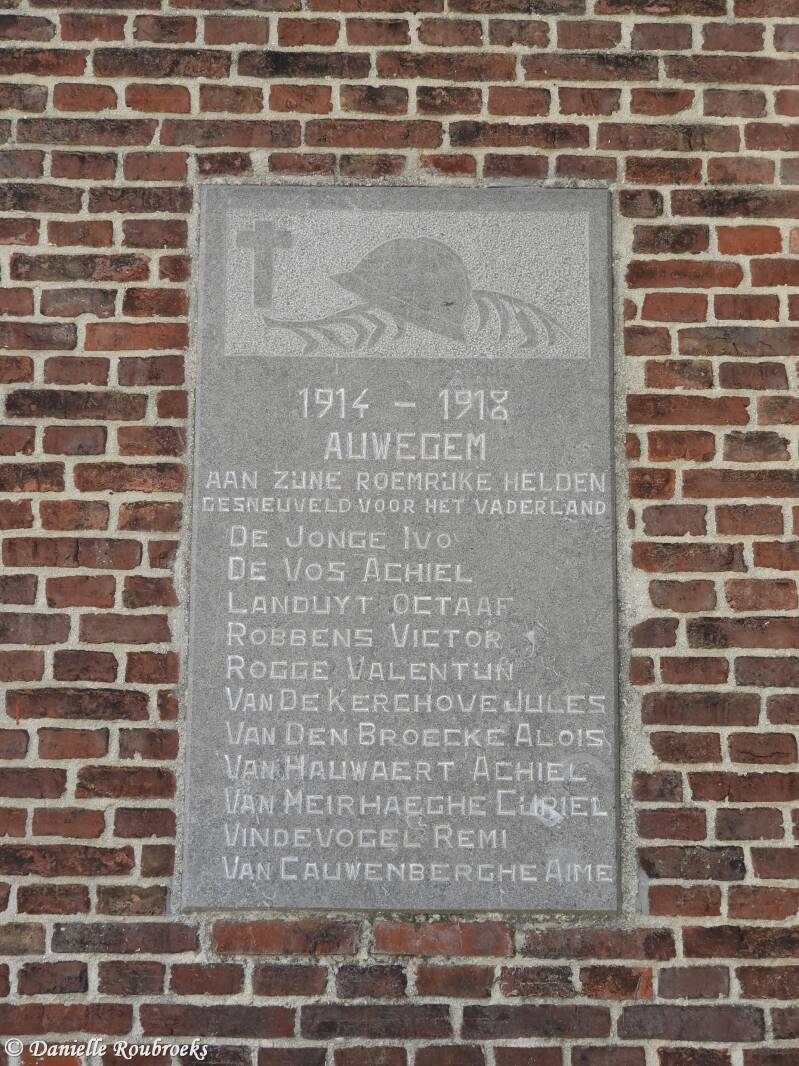 1914 - 1918
AUWEGEM
AAN ZIJNE ROEMRIJKE HELDEN
GESNEUVELD VOOR HET VADERLAND
DE JONGE IVO
DE VOS ACHIEL
LANDUYT OCTAAF
ROBBENS VICTOR
ROGGE VALENTIJN
VAN DE KERCHOVE JULES
VAN DEN BROECKE ALOIS
VAN HAUWAERT ACHIEL
VAN MEIRHAEGHE CURIEL
VINDEVOGEL REMI
VAN CAUWENBERGHE AIME
© Danielle Roubroeks